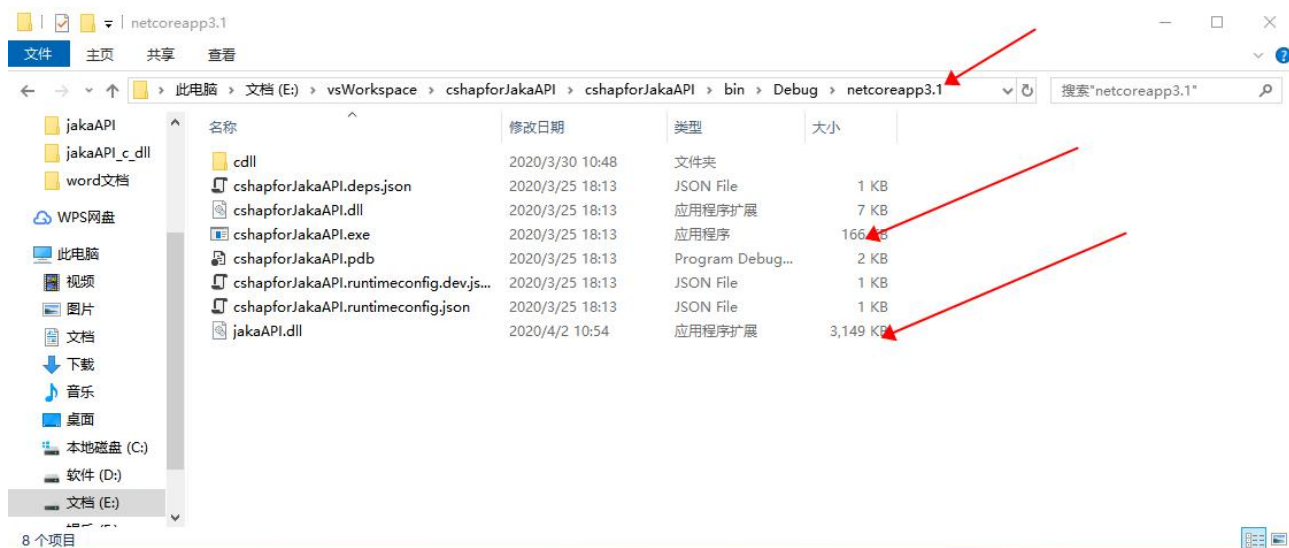 netcoreapp3.1
文件 主页 共享 查看
此电脑 > 文档 (E:) > vsWorkspace > cshapforJakaAPI > cshapforJakaAPI > bin > Debug > netcoreapp3.1 搜索"netcoreapp3.1"
jakaAPI
jakaAPI_c_dll
word文档
WPS网盘
此电脑
视频
图片
文档
下载
音乐
桌面
本地磁盘 (C:)
软件 (D:)
文档 (E:)
名称 修改日期 类型 大小
cdll 2020/3/30 10:48 文件夹
cshapforJakaAPI.deps.json 2020/3/25 18:13 JSON File 1 KB
cshapforJakaAPI.dll 2020/3/25 18:13 应用程序扩展 7 KB
cshapforJakaAPI.exe 2020/3/25 18:13 应用程序 166 KB
cshapforJakaAPI.pdb 2020/3/25 18:13 Program Debug... 2 KB
cshapforJakaAPI.runtimeconfig.dev.js... 2020/3/25 18:13 JSON File 1 KB
cshapforJakaAPI.runtimeconfig.json 2020/3/25 18:13 JSON File 1 KB
jakaAPI.dll 2020/4/2 10:54 应用程序扩展 3,149 KB
8 个项目